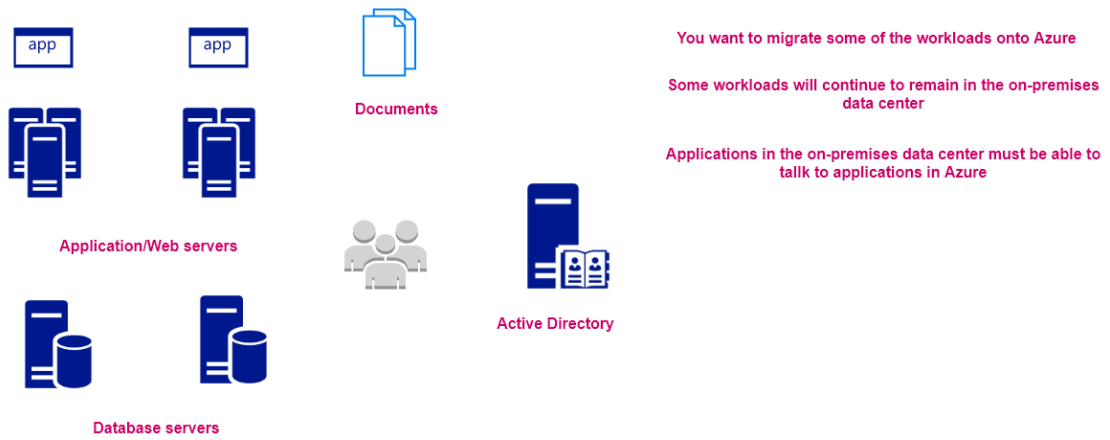 app
app
Documents
Application/Web servers
Active Directory
Database servers
You want to migrate some of the workloads onto Azure
Some workloads will continue to remain in the on-premises
data center
Applications in the on-premises data center must be able to
tallk to applications in Azure